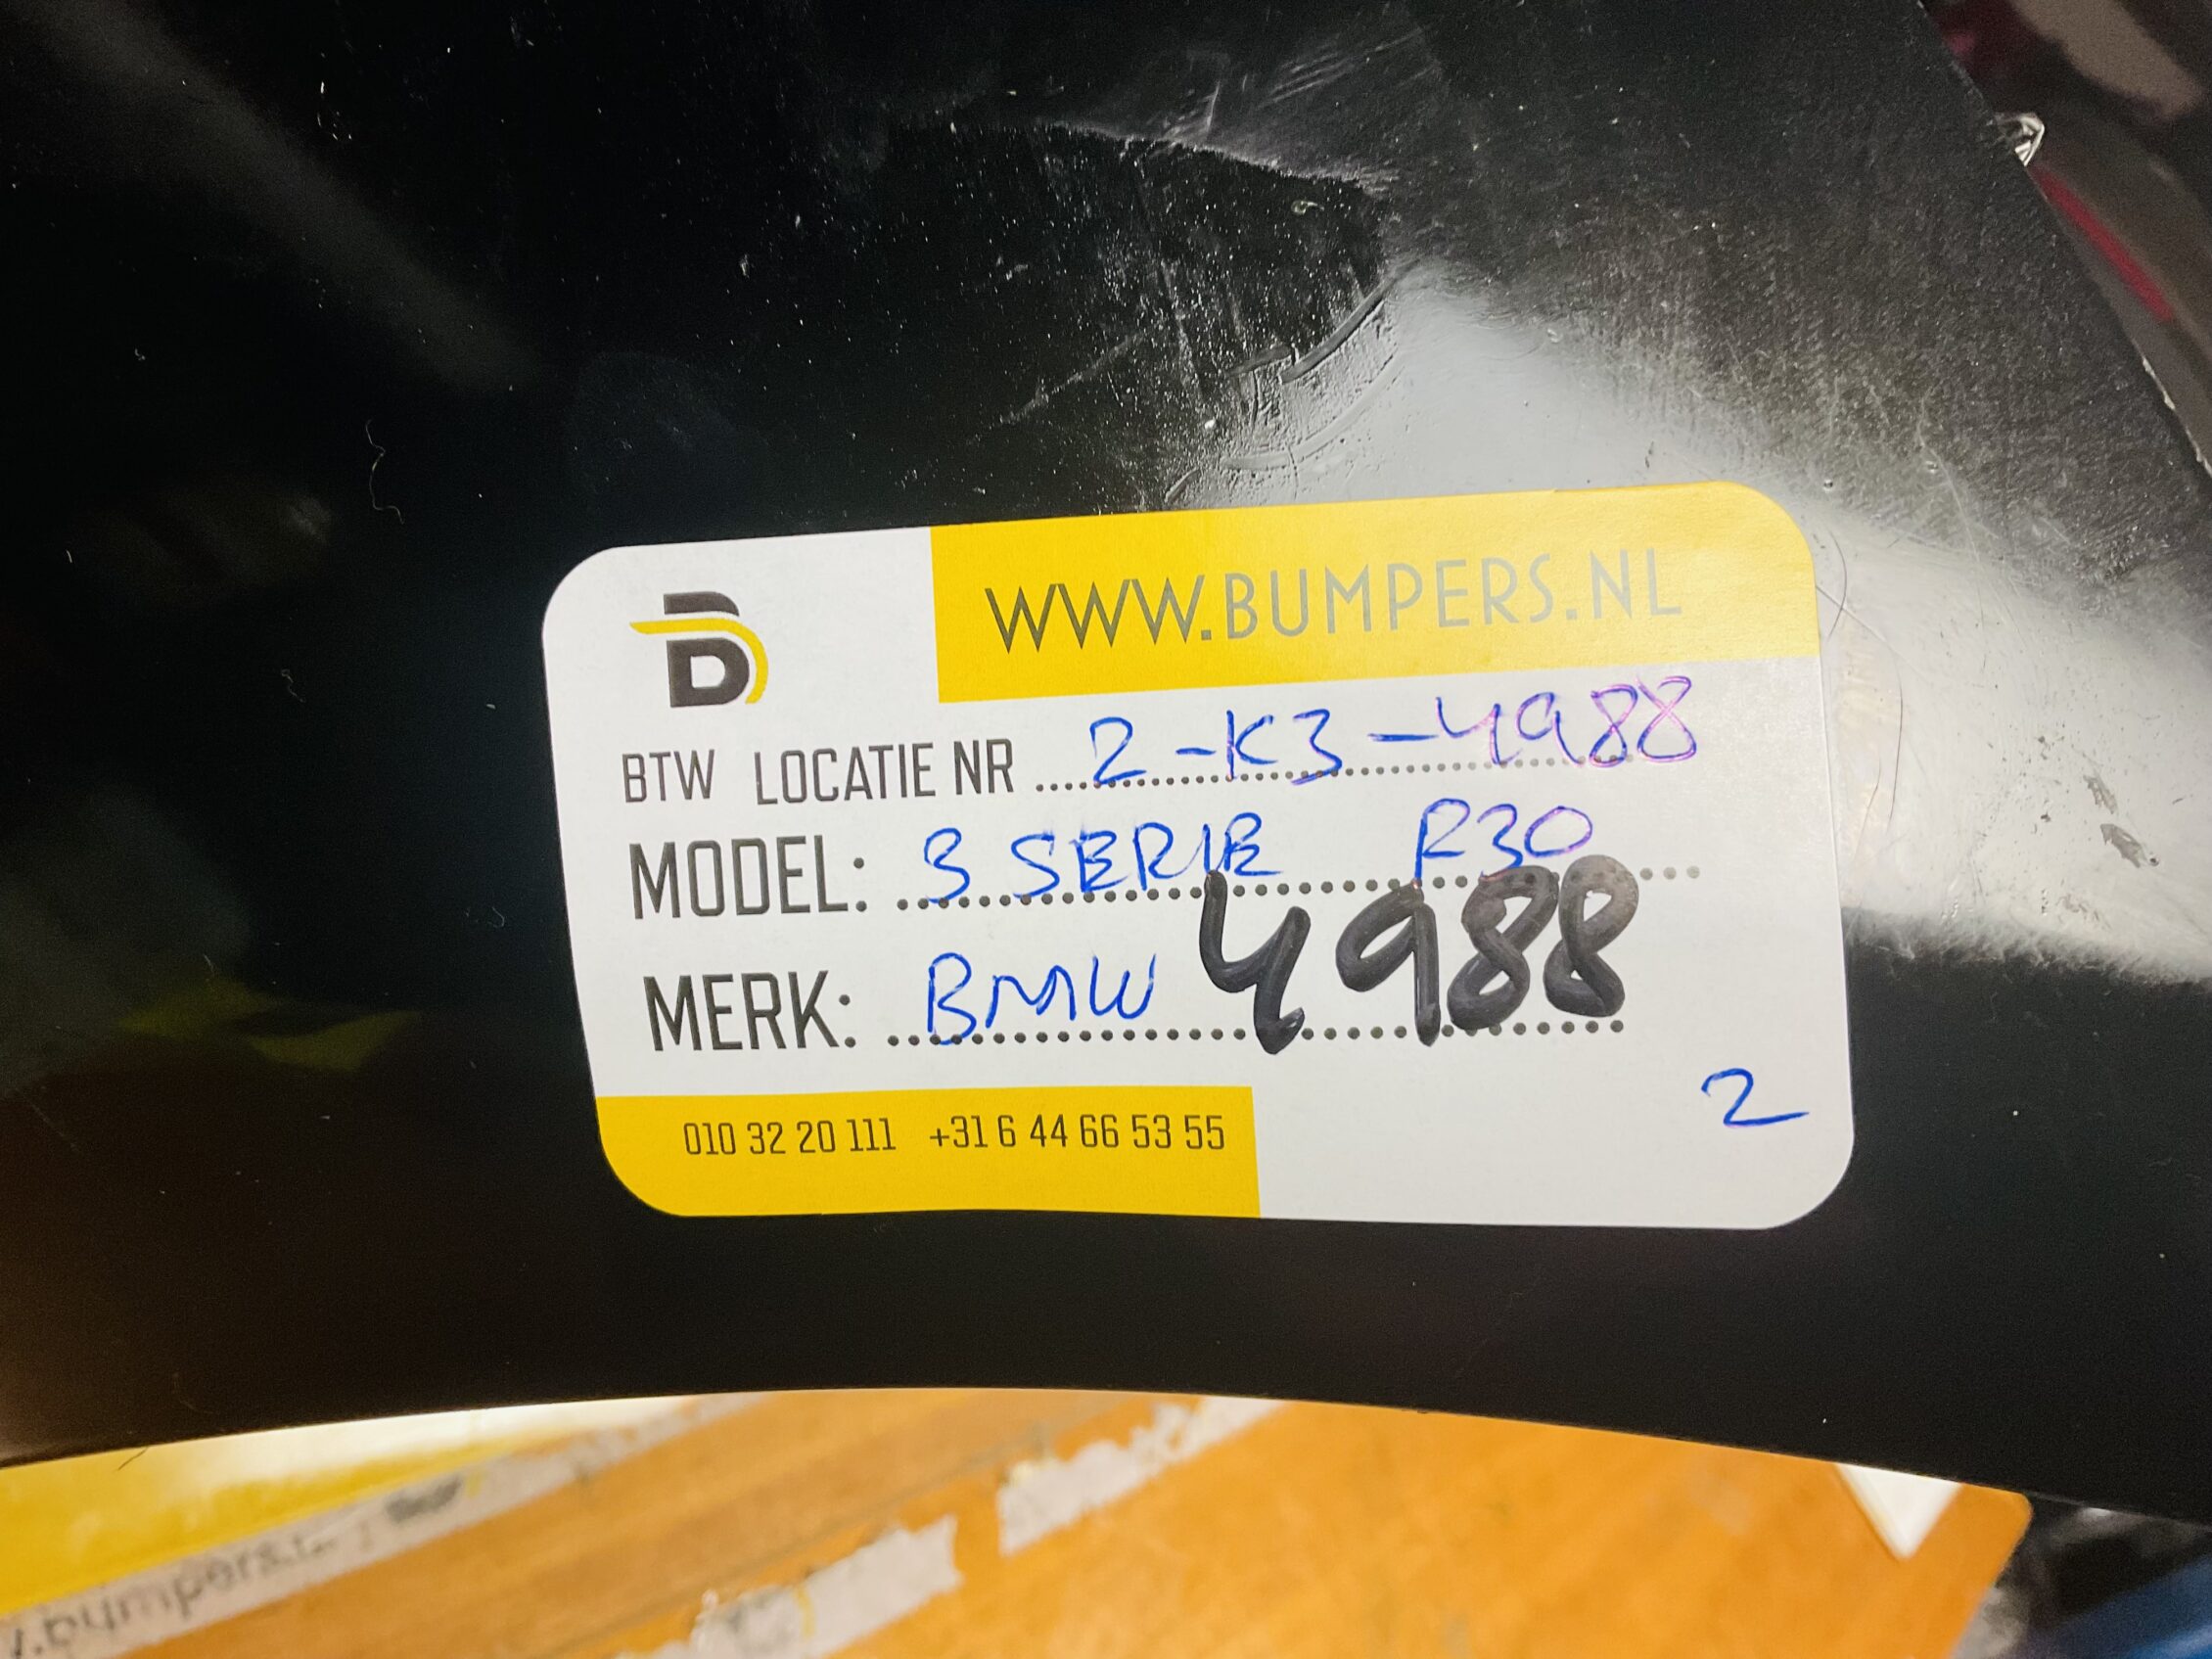 WWW.BUMPERS.NL
BTW LOCATIE NR 2-K3-4988
MODEL: 3 SERIE F30
MERK: BMW 4988
2
010 32 20 111 +31 6 44 66 53 55